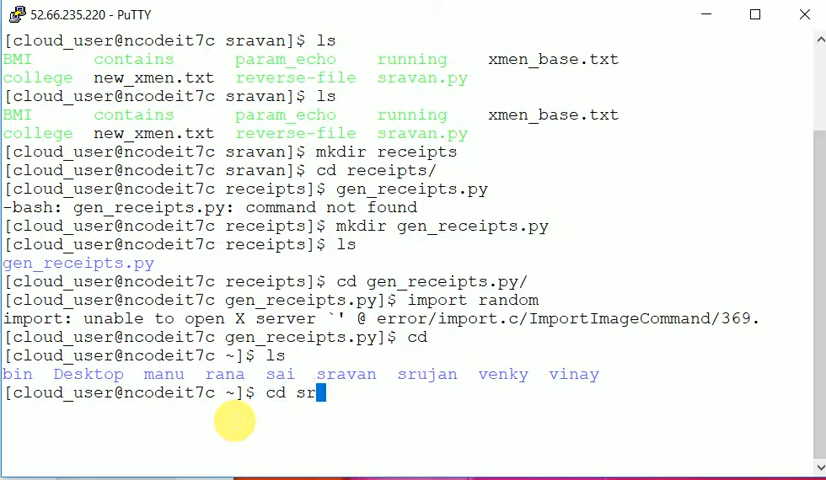 52.66.235.220 - PuTTY
[cloud_user@ncodeit7c sravan]$ ls
BMI contains param_echo running xmen_base.txt
college new_xmen.txt reverse-file sravan.py
[cloud_user@ncodeit7c sravan]$ ls
BMI contains param_echo running xmen_base.txt
college new_xmen.txt reverse-file sravan.py
[cloud_user@ncodeit7c sravan]$ mkdir receipts
[cloud_user@ncodeit7c sravan]$ cd receipts/
[cloud_user@ncodeit7c receipts]$ gen_receipts.py
-bash: gen_receipts.py: command not found
[cloud_user@ncodeit7c receipts]$ mkdir gen_receipts.py
[cloud_user@ncodeit7c receipts]$ ls
gen_receipts.py
[cloud_user@ncodeit7c receipts]$ cd gen_receipts.py/
[cloud_user@ncodeit7c gen_receipts.py]$ import random
import: unable to open X server `' @ error/import.c/ImportImageCommand/369.
[cloud_user@ncodeit7c gen_receipts.py]$ cd
[cloud_user@ncodeit7c ~]$ ls
bin Desktop manu rana sai sravan srujan venky vinay
[cloud_user@ncodeit7c ~]$ cd sr